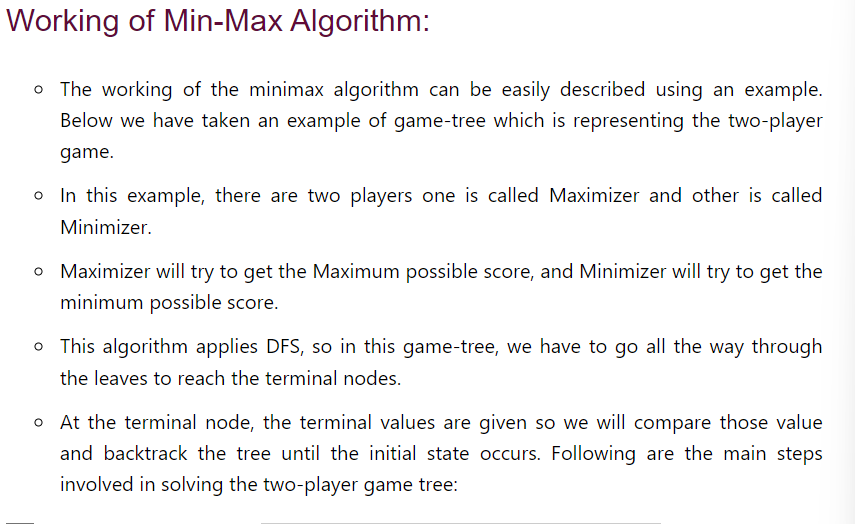 Working of Min-Max Algorithm:
The working of the minimax algorithm can be easily described using an example.
Below we have taken an example of game-tree which is representing the two-player
game.
In this example, there are two players one is called Maximizer and other is called
Minimizer.
Maximizer will try to get the Maximum possible score, and Minimizer will try to get the
minimum possible score.
This algorithm applies DFS, so in this game-tree, we have to go all the way through
the leaves to reach the terminal nodes.
At the terminal node, the terminal values are given so we will compare those value
and backtrack the tree until the initial state occurs. Following are the main steps
involved in solving the two-player game tree: